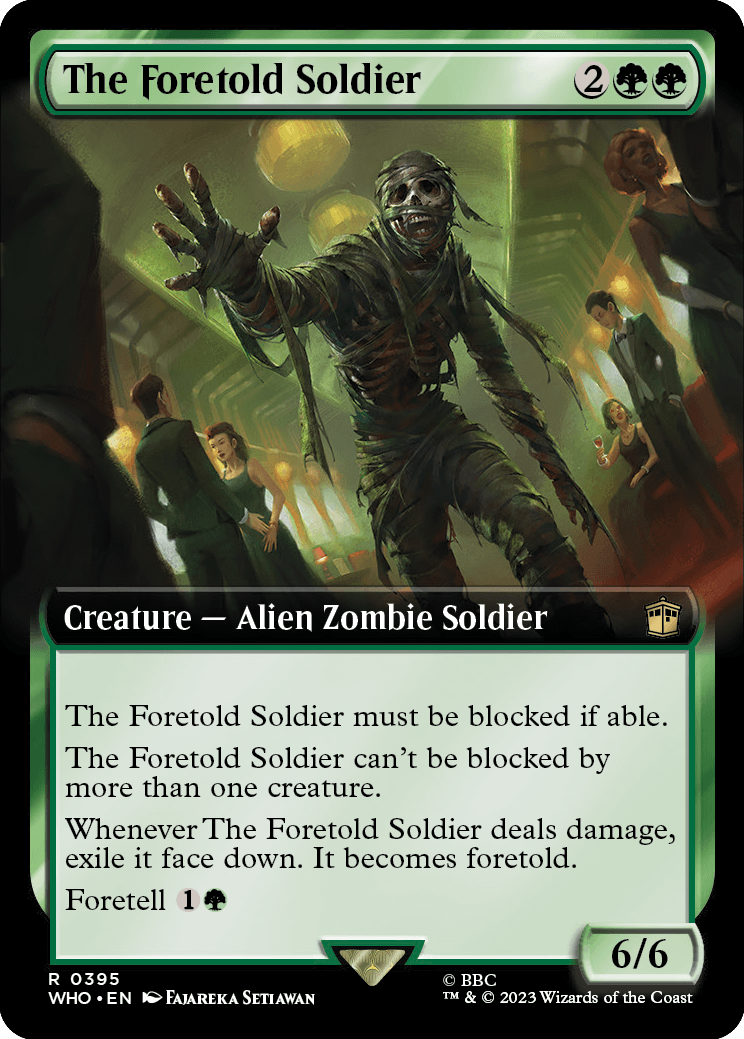 The Foretold Soldier 2
Creature — Alien Zombie Soldier
The Foretold Soldier must be blocked if able.
The Foretold Soldier can't be blocked by
more than one creature.
Whenever The Foretold Soldier deals damage,
exile it face down. It becomes foretold.
Foretell 1
6/6
R 0395
WHO • EN Fajareka Setiawan
© BBC
™ & © 2023 Wizards of the Coast